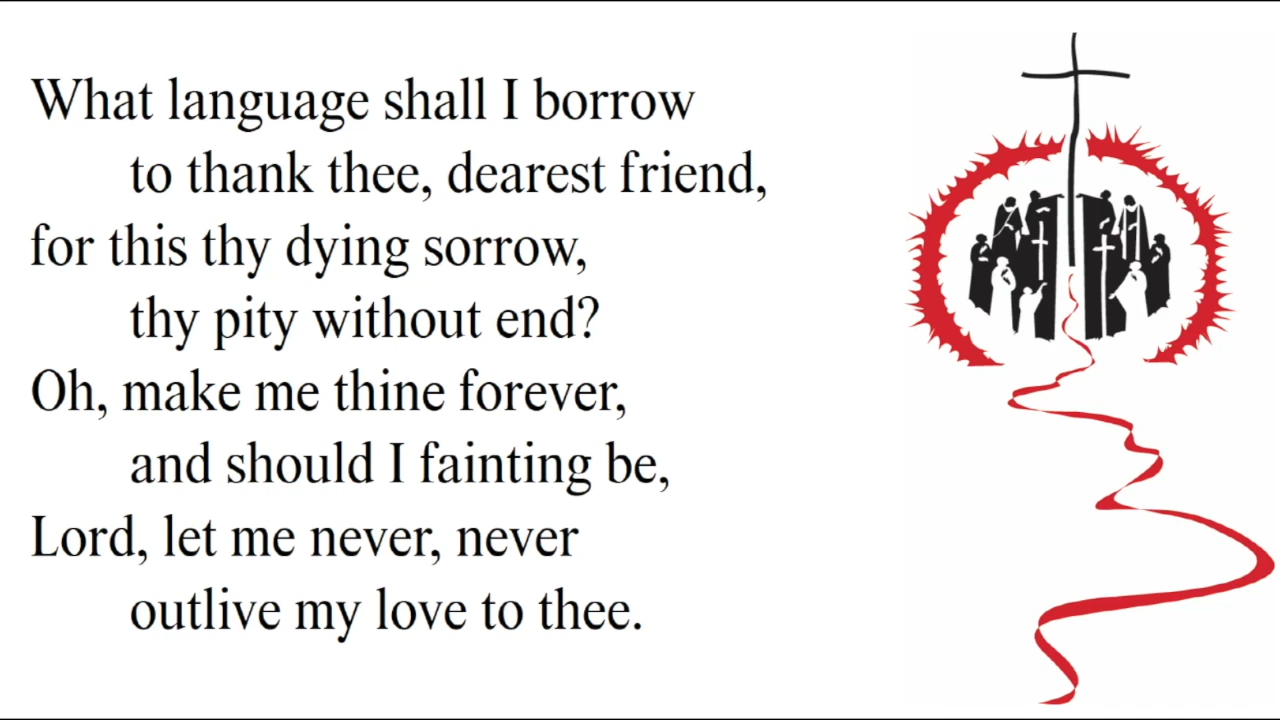 What language shall I borrow
to thank thee, dearest friend,
for this thy dying sorrow,
thy pity without end?
Oh, make me thine forever,
and should I fainting be,
Lord, let me never, never
outlive my love to thee.